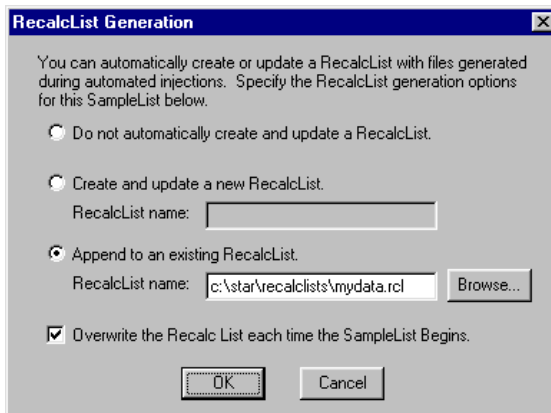 RecalcList Generation
You can automatically create or update a RecalcList with files generated
during automated injections.  Specify the RecalcList generation options
for this SampleList below.
Do not automatically create and update a RecalcList.
Create and update a new RecalcList.
RecalcList name:
Append to an existing RecalcList.
RecalcList name: c:\star\recalclists\mydata.rcl Browse...
Overwrite the Recalc List each time the SampleList Begins.
OK Cancel